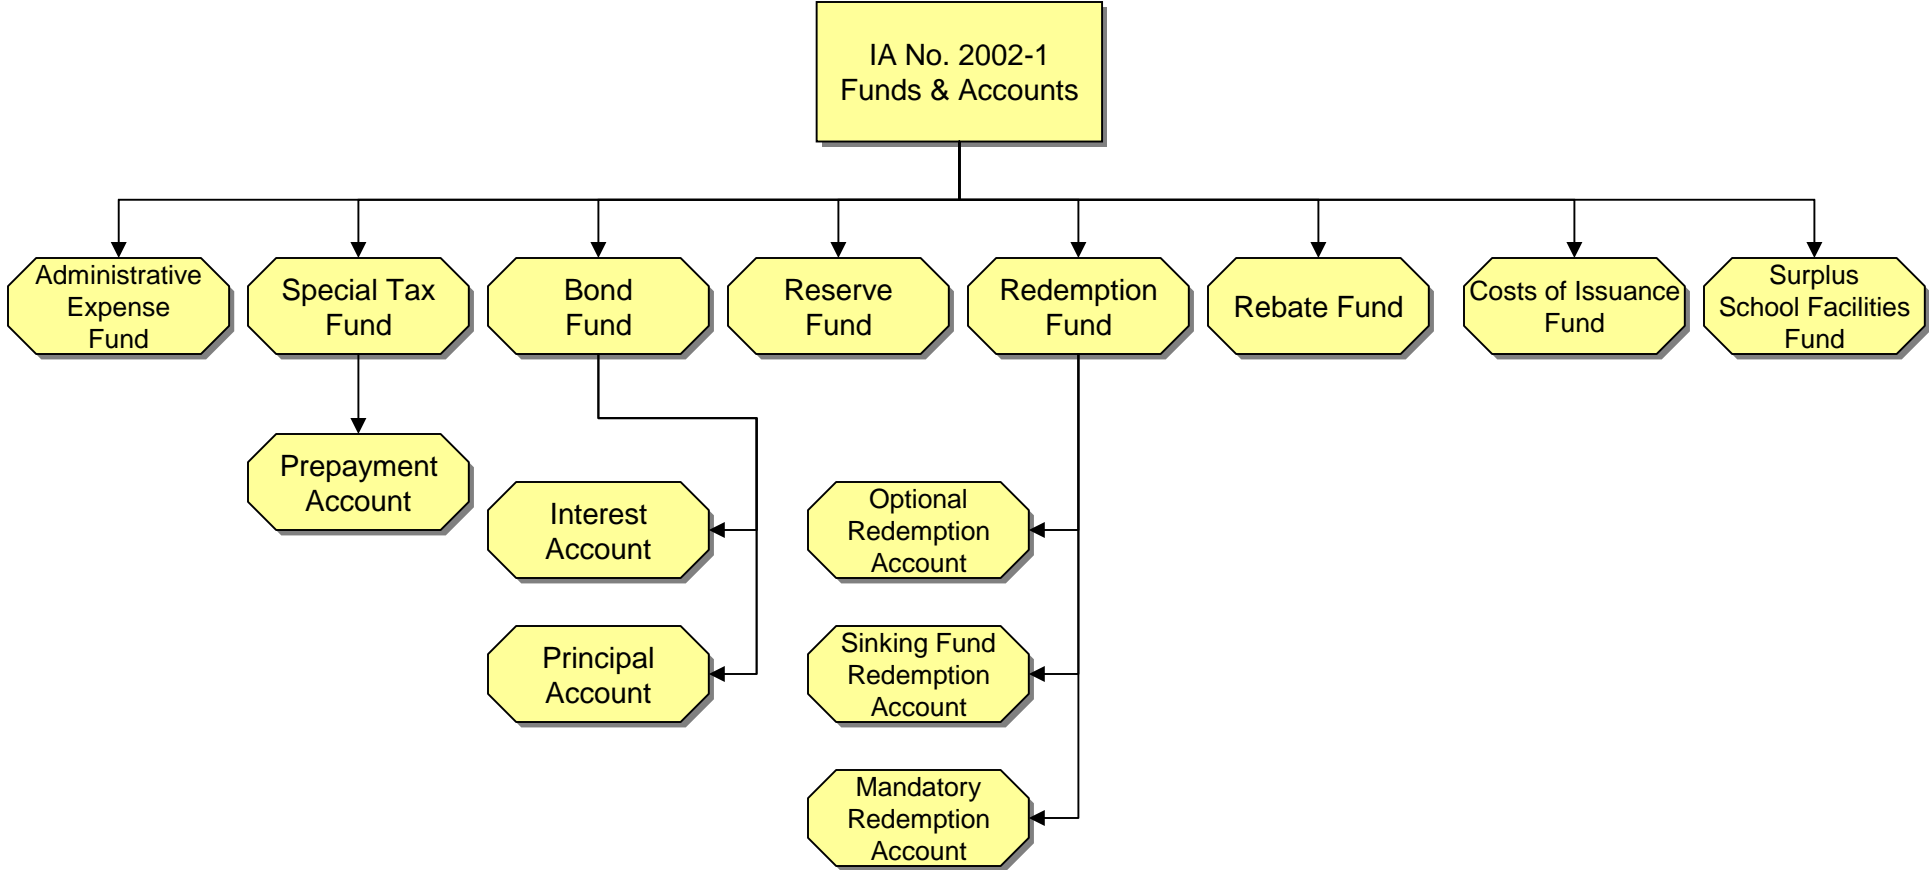 IA No. 2002-1
Funds & Accounts
Administrative
Expense
Fund
Special Tax
Fund
Bond
Fund
Reserve
Fund
Redemption
Fund
Rebate Fund
Costs of Issuance
Fund
Surplus
School Facilities
Fund
Prepayment
Account
Interest
Account
Optional
Redemption
Account
Principal
Account
Sinking Fund
Redemption
Account
Mandatory
Redemption
Account